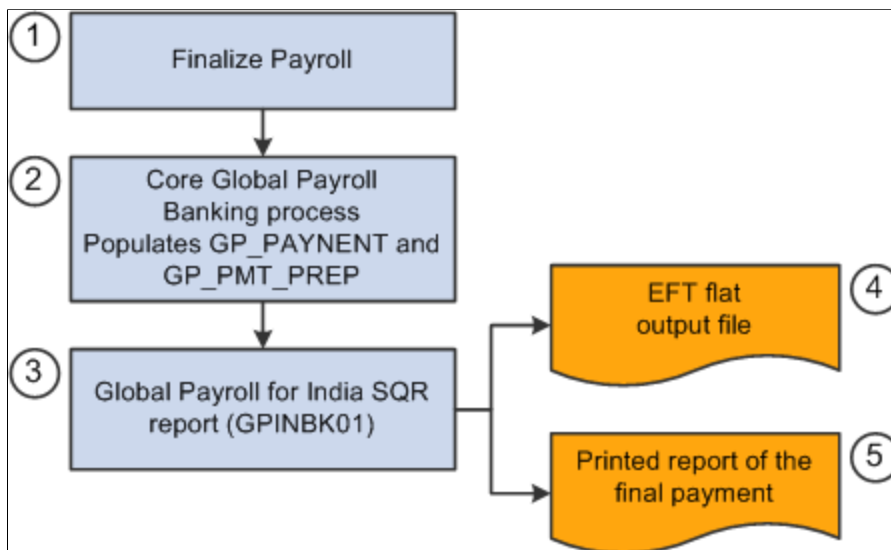 1
Finalize Payroll
2
Core Global Payroll
Banking process
Populates GP_PAYNENT and
GP_PMT_PREP
3
Global Payroll for India SQR
report (GPINBK01)
4
EFT flat
output file
5
Printed report of the
final payment